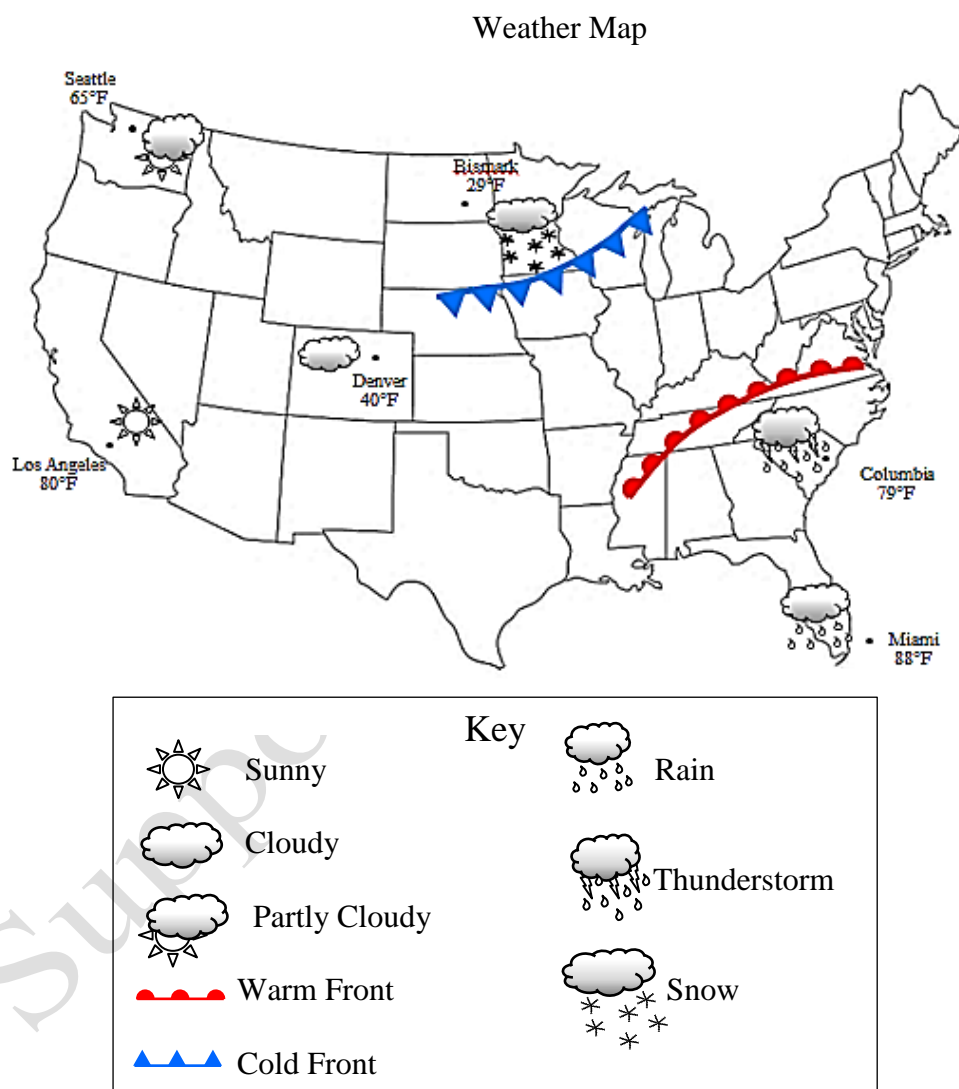 Weather Map
Seattle
65°F
Bismark
29°F
Denver
40°F
Los Angeles
80°F
Columbia
79°F
Miami
88°F
Key
Sunny
Rain
Cloudy
Thunderstorm
Partly Cloudy
Warm Front
Snow
Cold Front